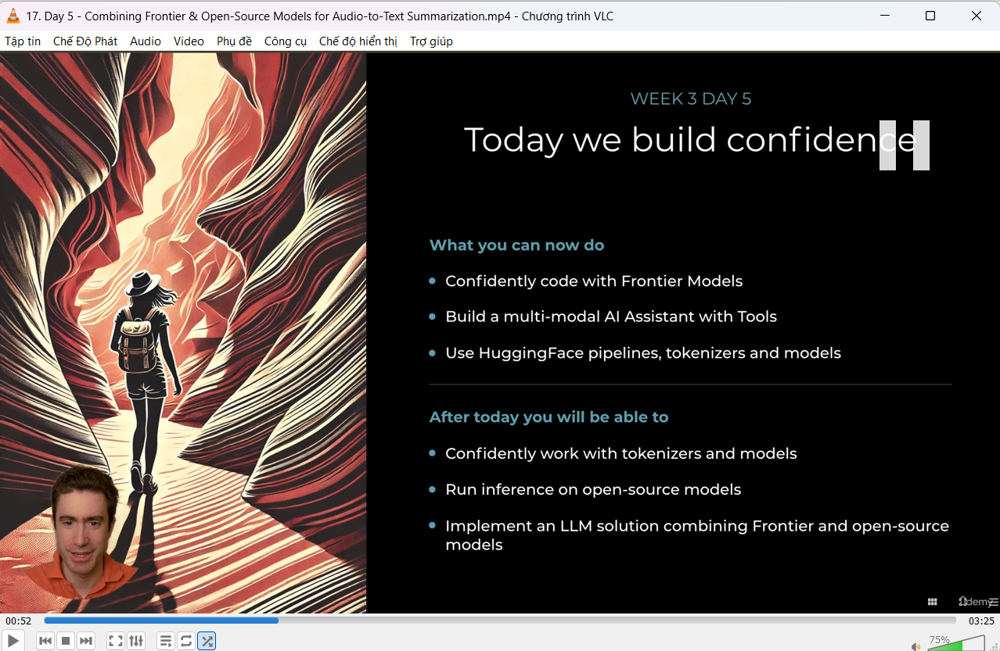 17. Day 5 - Combining Frontier & Open-Source Models for Audio-to-Text Summarization.mp4 - Chương trình VLC
Tập tin Chế Độ Phát Audio Video Phụ đề Công cụ Chế độ hiển thị Trợ giúp
WEEK 3 DAY 5
Today we build confidence
What you can now do
Confidently code with Frontier Models
Build a multi-modal AI Assistant with Tools
Use HuggingFace pipelines, tokenizers and models
After today you will be able to
Confidently work with tokenizers and models
Run inference on open-source models
Implement an LLM solution combining Frontier and open-source
models
Udemy
00:52 03:25
75%